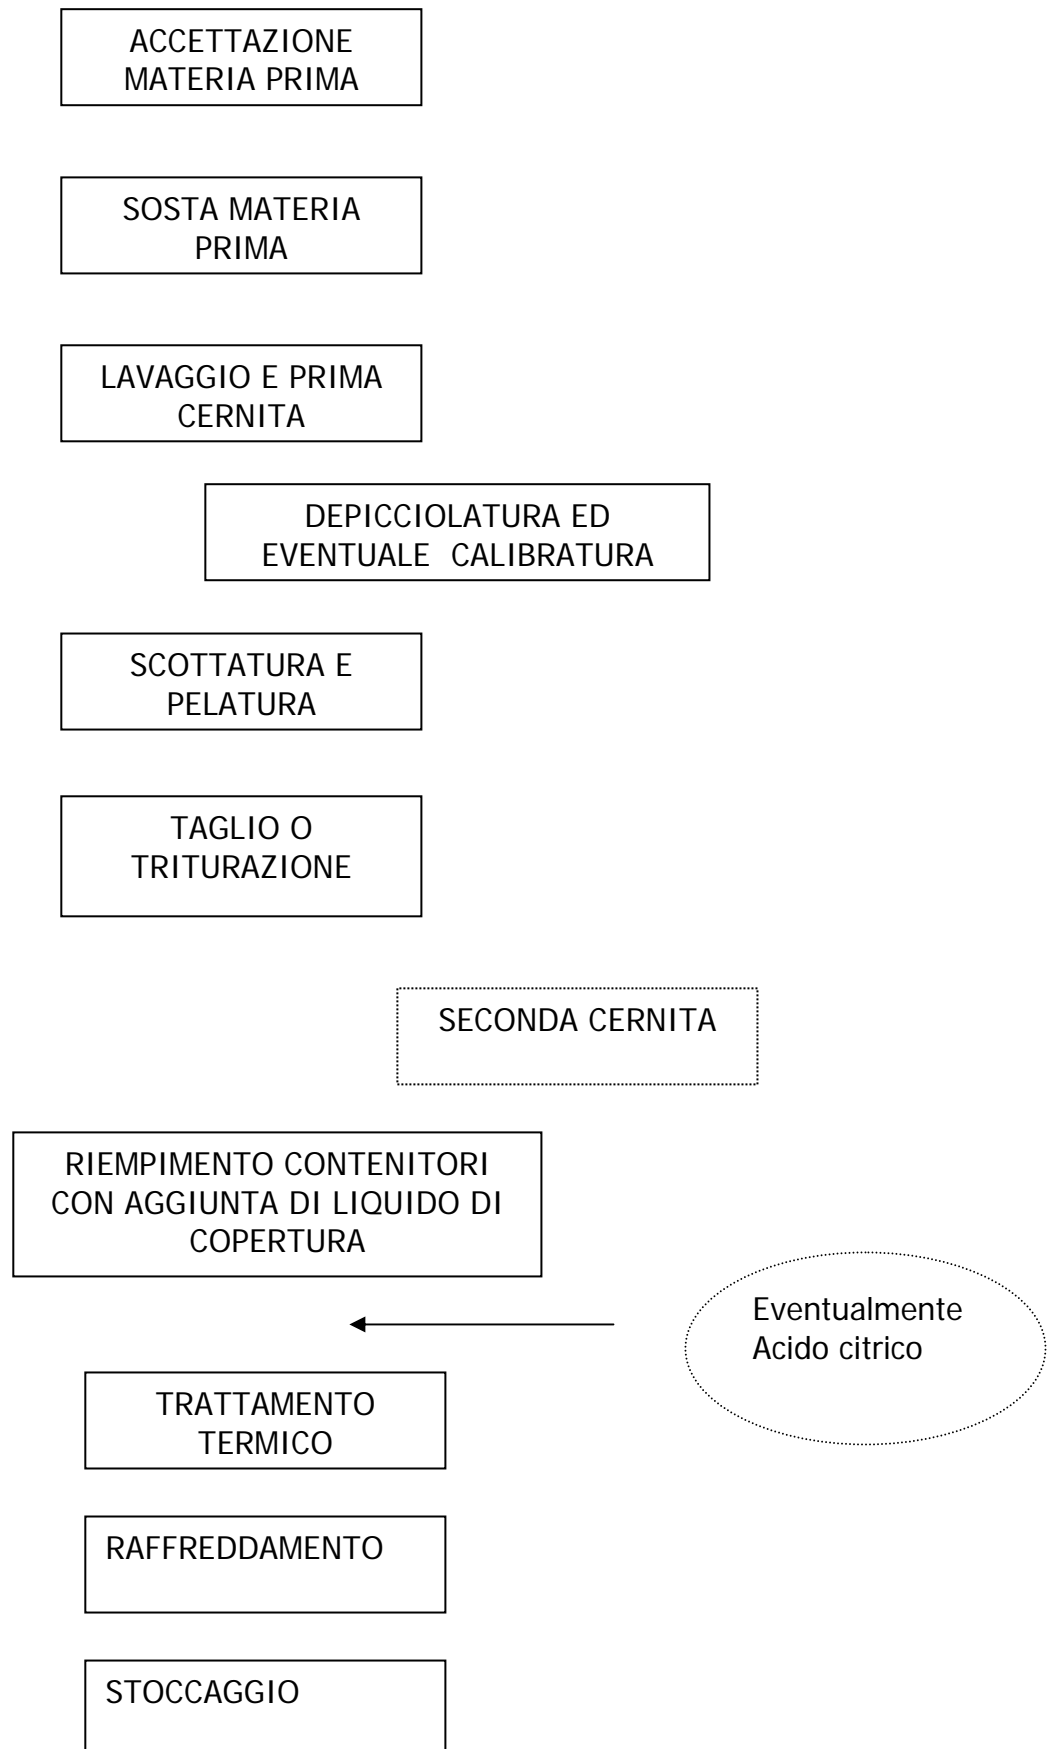 ACCETTAZIONE
MATERIA PRIMA
SOSTA MATERIA
PRIMA
LAVAGGIO E PRIMA
CERNITA
DEPICCIOLATURA ED
EVENTUALE CALIBRATURA
SCOTTATURA E
PELATURA
TAGLIO O
TRITURAZIONE
SECONDA CERNITA
RIEMPIMENTO CONTENITORI
CON AGGIUNTA DI LIQUIDO DI
COPERTURA
Eventualmente
Acido citrico
TRATTAMENTO
TERMICO
RAFFREDDAMENTO
STOCCAGGIO